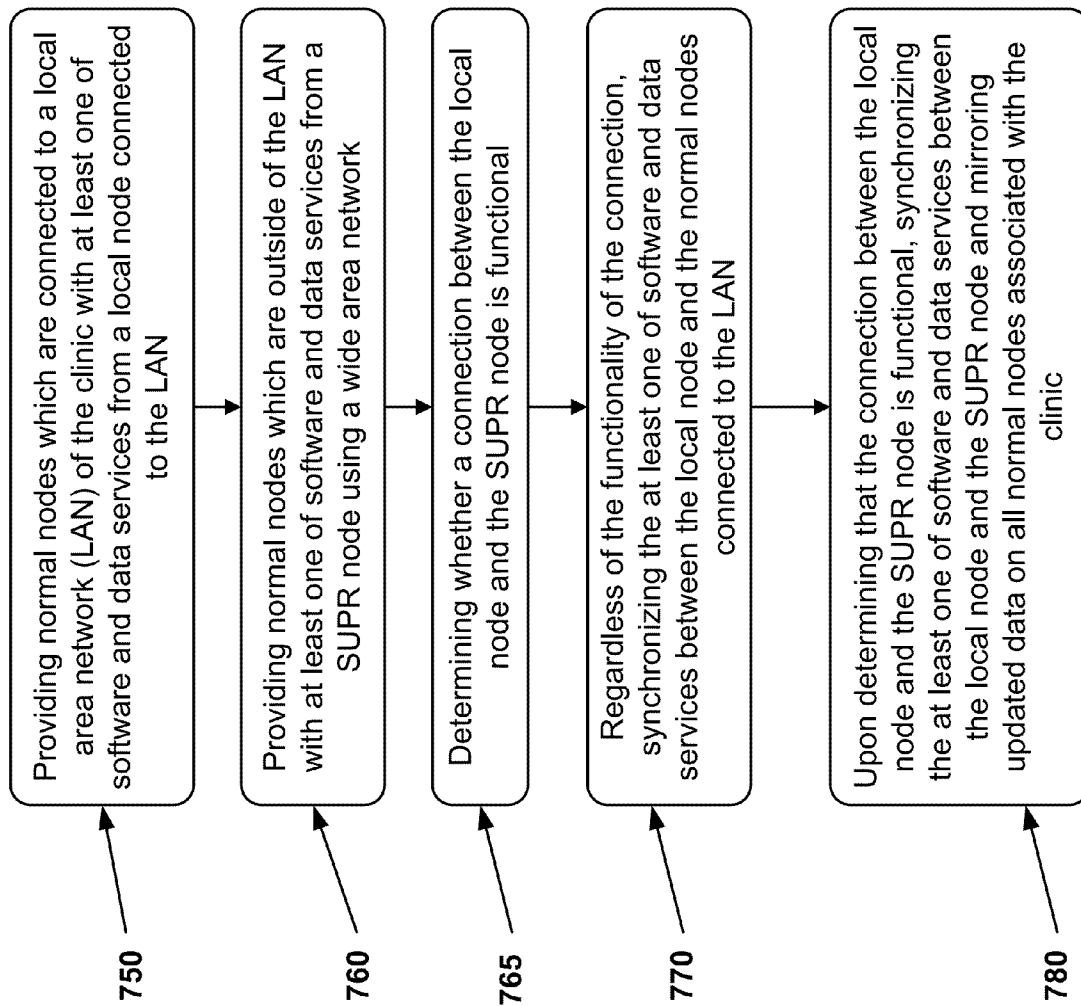 Providing normal nodes which are connected to a local
area network (LAN) of the clinic with at least one of
software and data services from a local node connected
to the LAN
750
Providing normal nodes which are outside of the LAN
with at least one of software and data services from a
SUPR node using a wide area network
760
Determining whether a connection between the local
node and the SUPR node is functional
765
Regardless of the functionality of the connection,
synchronizing the at least one of software and data
services between the local node and the normal nodes
connected to the LAN
770
Upon determining that the connection between the local
node and the SUPR node is functional, synchronizing
the at least one of software and data services between
the local node and the SUPR node and mirroring
updated data on all normal nodes associated with the
clinic
780